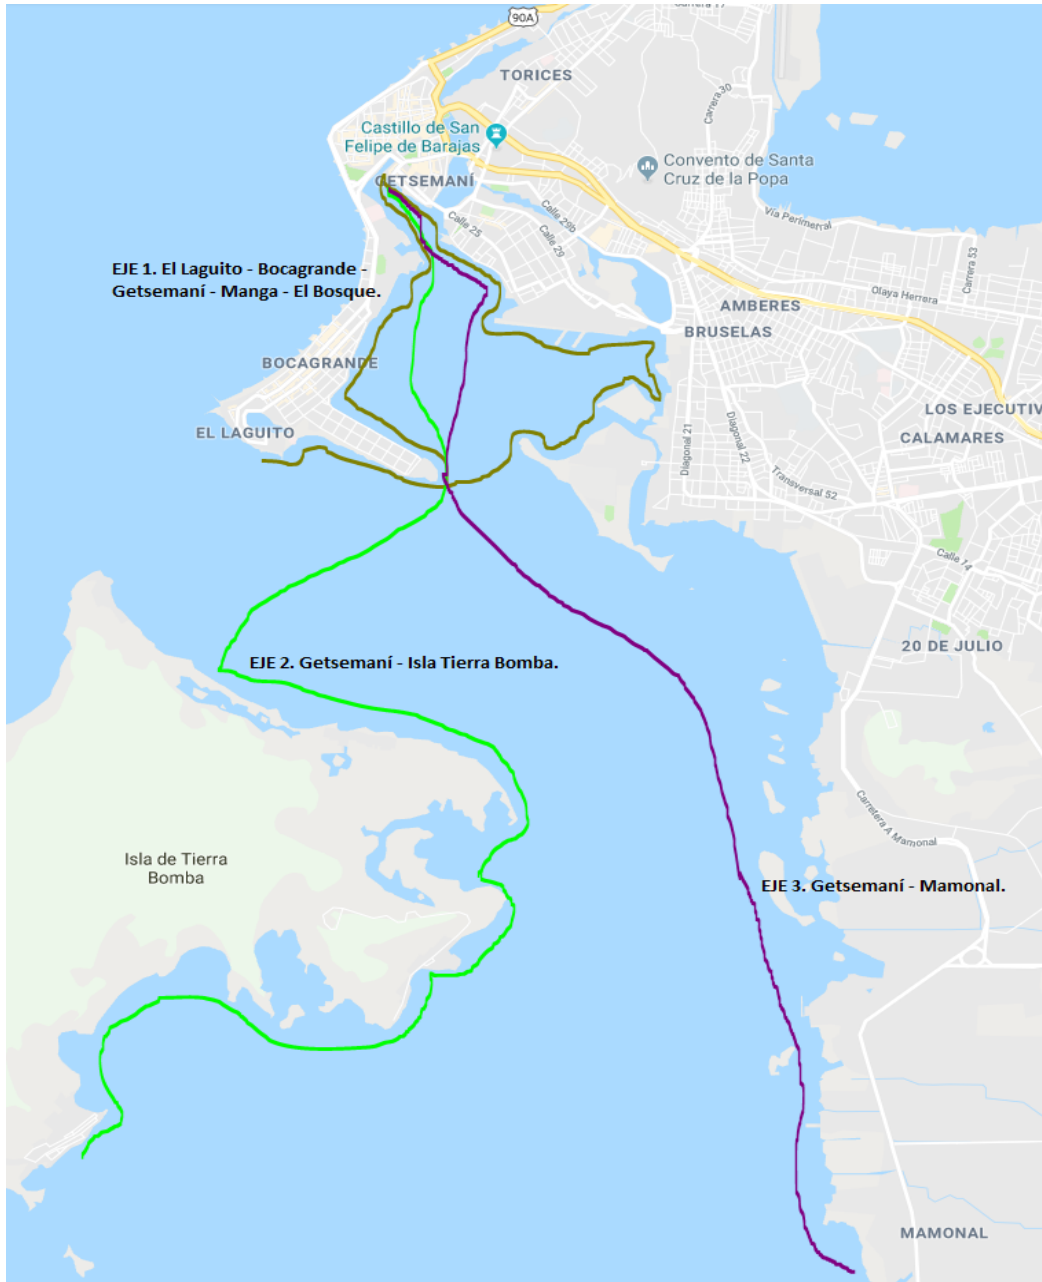 Carrera 17
90A
TORICES
Carrera 30
Castillo de San
Felipe de Barajas
Convento de Santa
Cruz de la Popa
GETSEMANÍ
Calle 25
Calle 29b
Calle 29
Vía Perimetral
Carrera 53
EJE 1. El Laguito - Bocagrande -
Getsemaní - Manga - El Bosque.
Olaya Herrera
AMBERES
BRUSELAS
BOCAGRANDE
LOS EJECUTIV
EL LAGUITO
CALAMARES
Diagonal 21
Diagonal 22
Transversal 52
Calle 14
20 DE JULIO
EJE 2. Getsemaní - Isla Tierra Bomba.
Carretera A Mamonal
Isla de Tierra
Bomba
EJE 3. Getsemaní - Mamonal.
MAMONAL